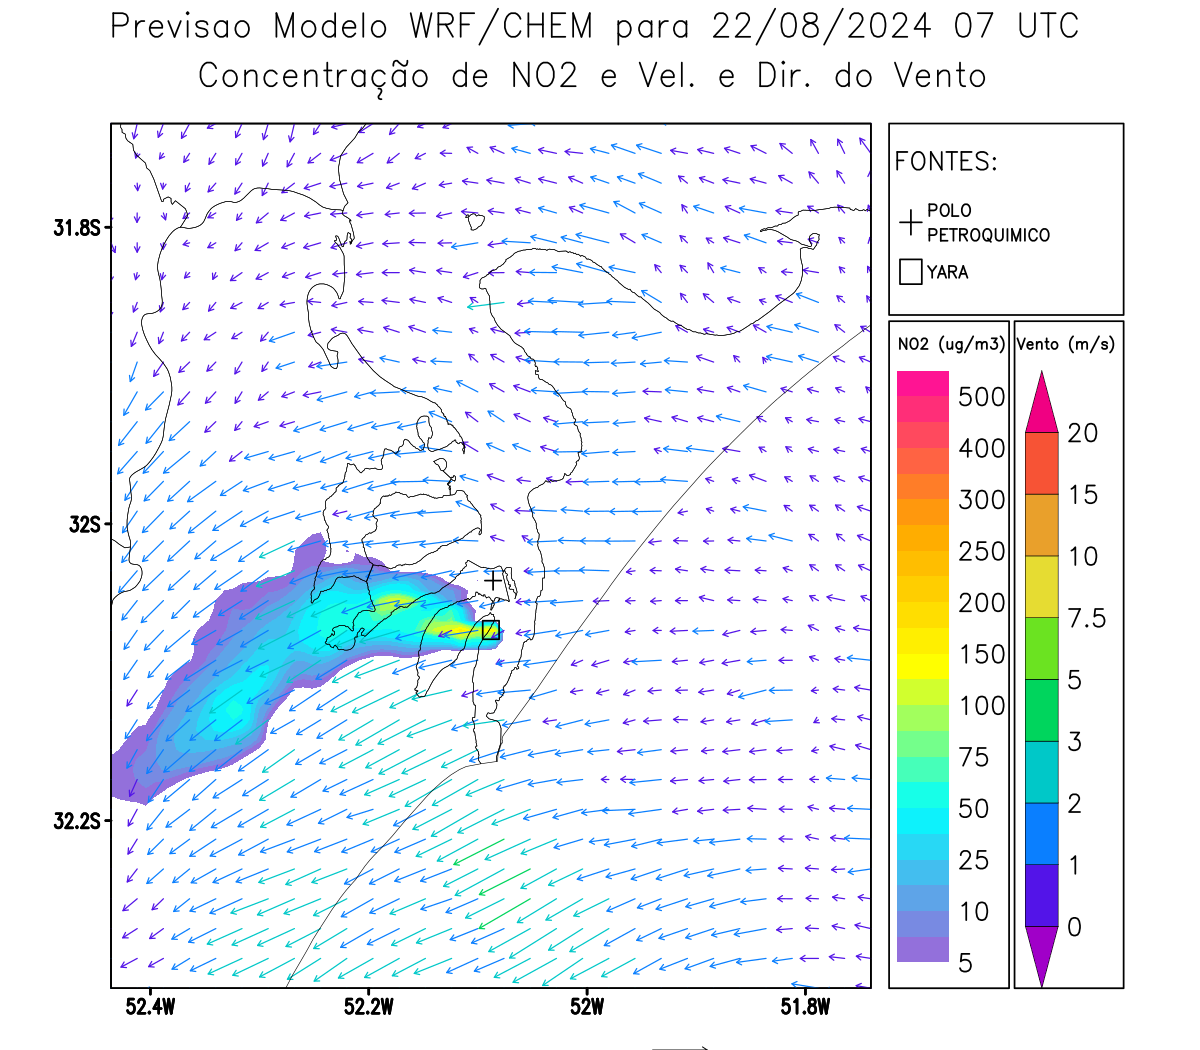 Previsao Modelo WRF/CHEM para 22/08/2024 07 UTC
Concentração de NO2 e Vel. e Dir. do Vento
FONTES:
POLO
PETROQUIMICO
YARA
NO2 (ug/m3)
500
400
300
250
200
150
100
75
50
25
10
5
Vento (m/s)
20
15
10
7.5
5
3
2
1
0
31.8S
32S
32.2S
52.4W
52.2W
52W
51.8W